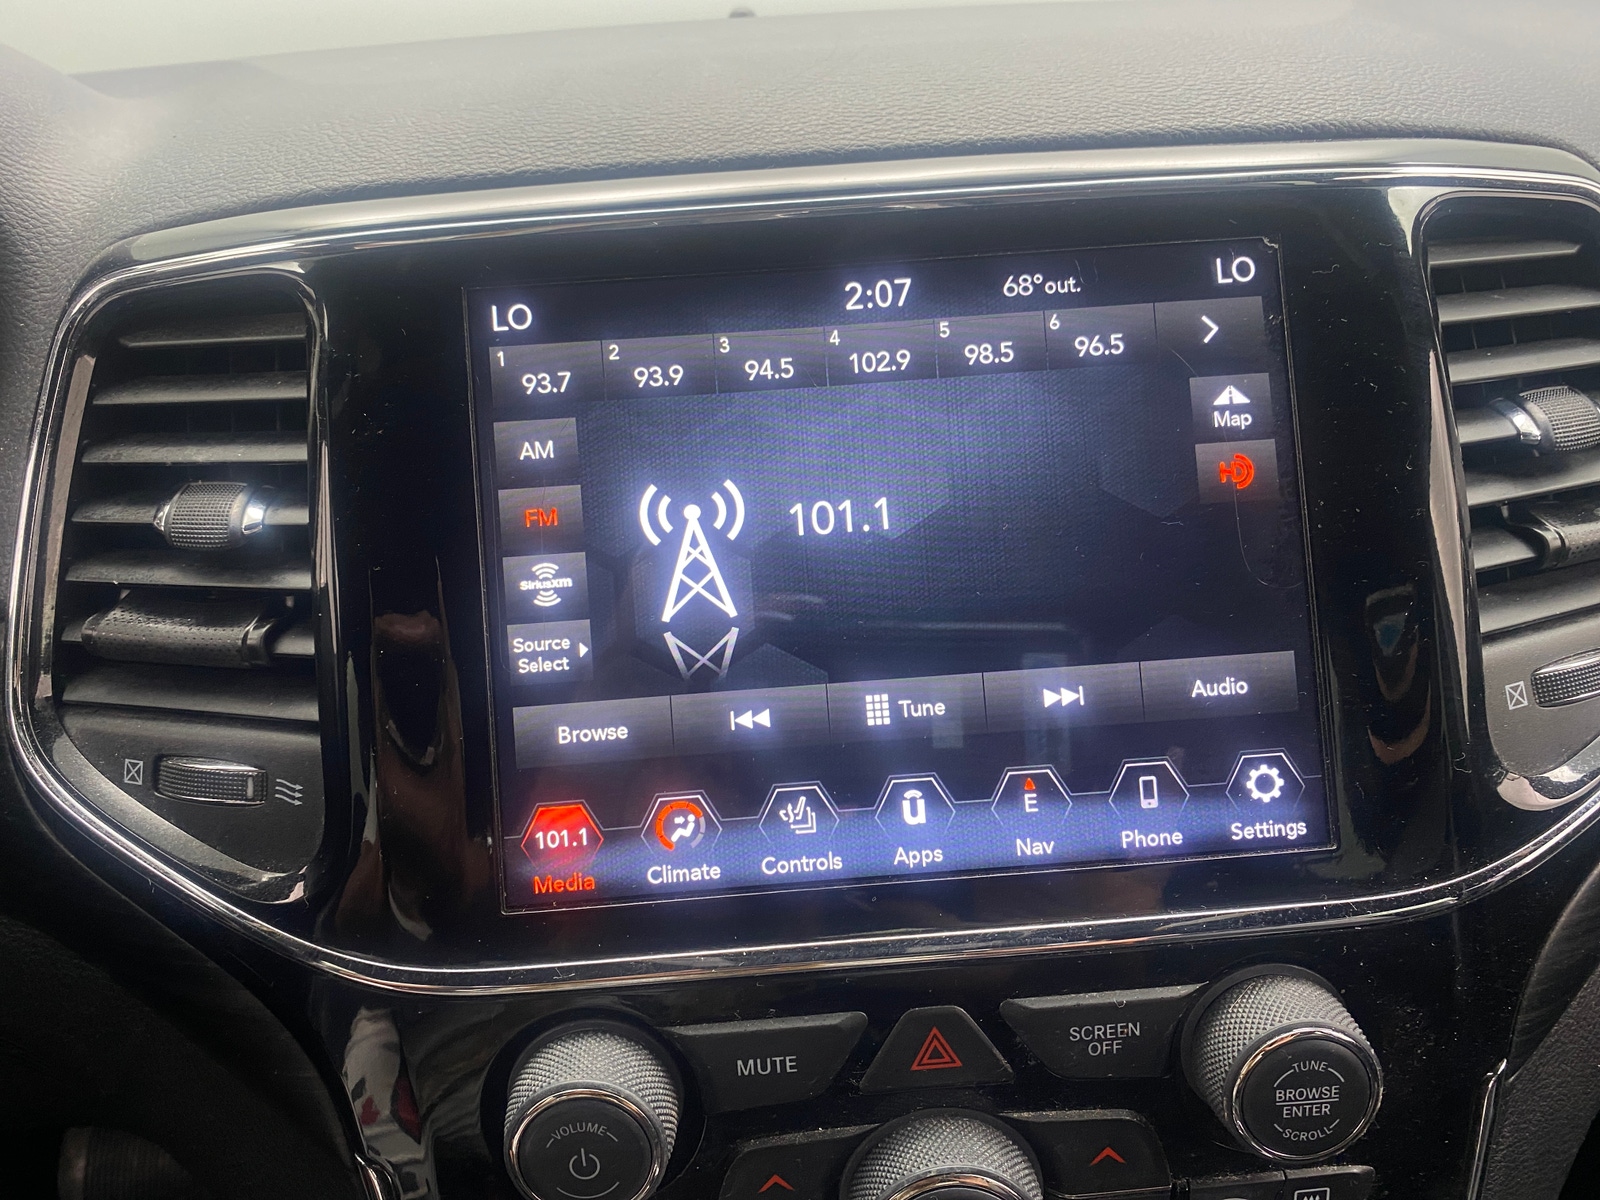 LO 2:07 68°out. LO
1 93.7 2 93.9 3 94.5 4 102.9 5 98.5 6 96.5
Map
AM
HD
FM
101.1
SiriusXM
Source
Select
Browse Tune Audio
101.1 E
Media Climate Controls Apps Nav Phone Settings
MUTE
SCREEN
OFF
VOLUME
TUNE
BROWSE
ENTER
SCROLL